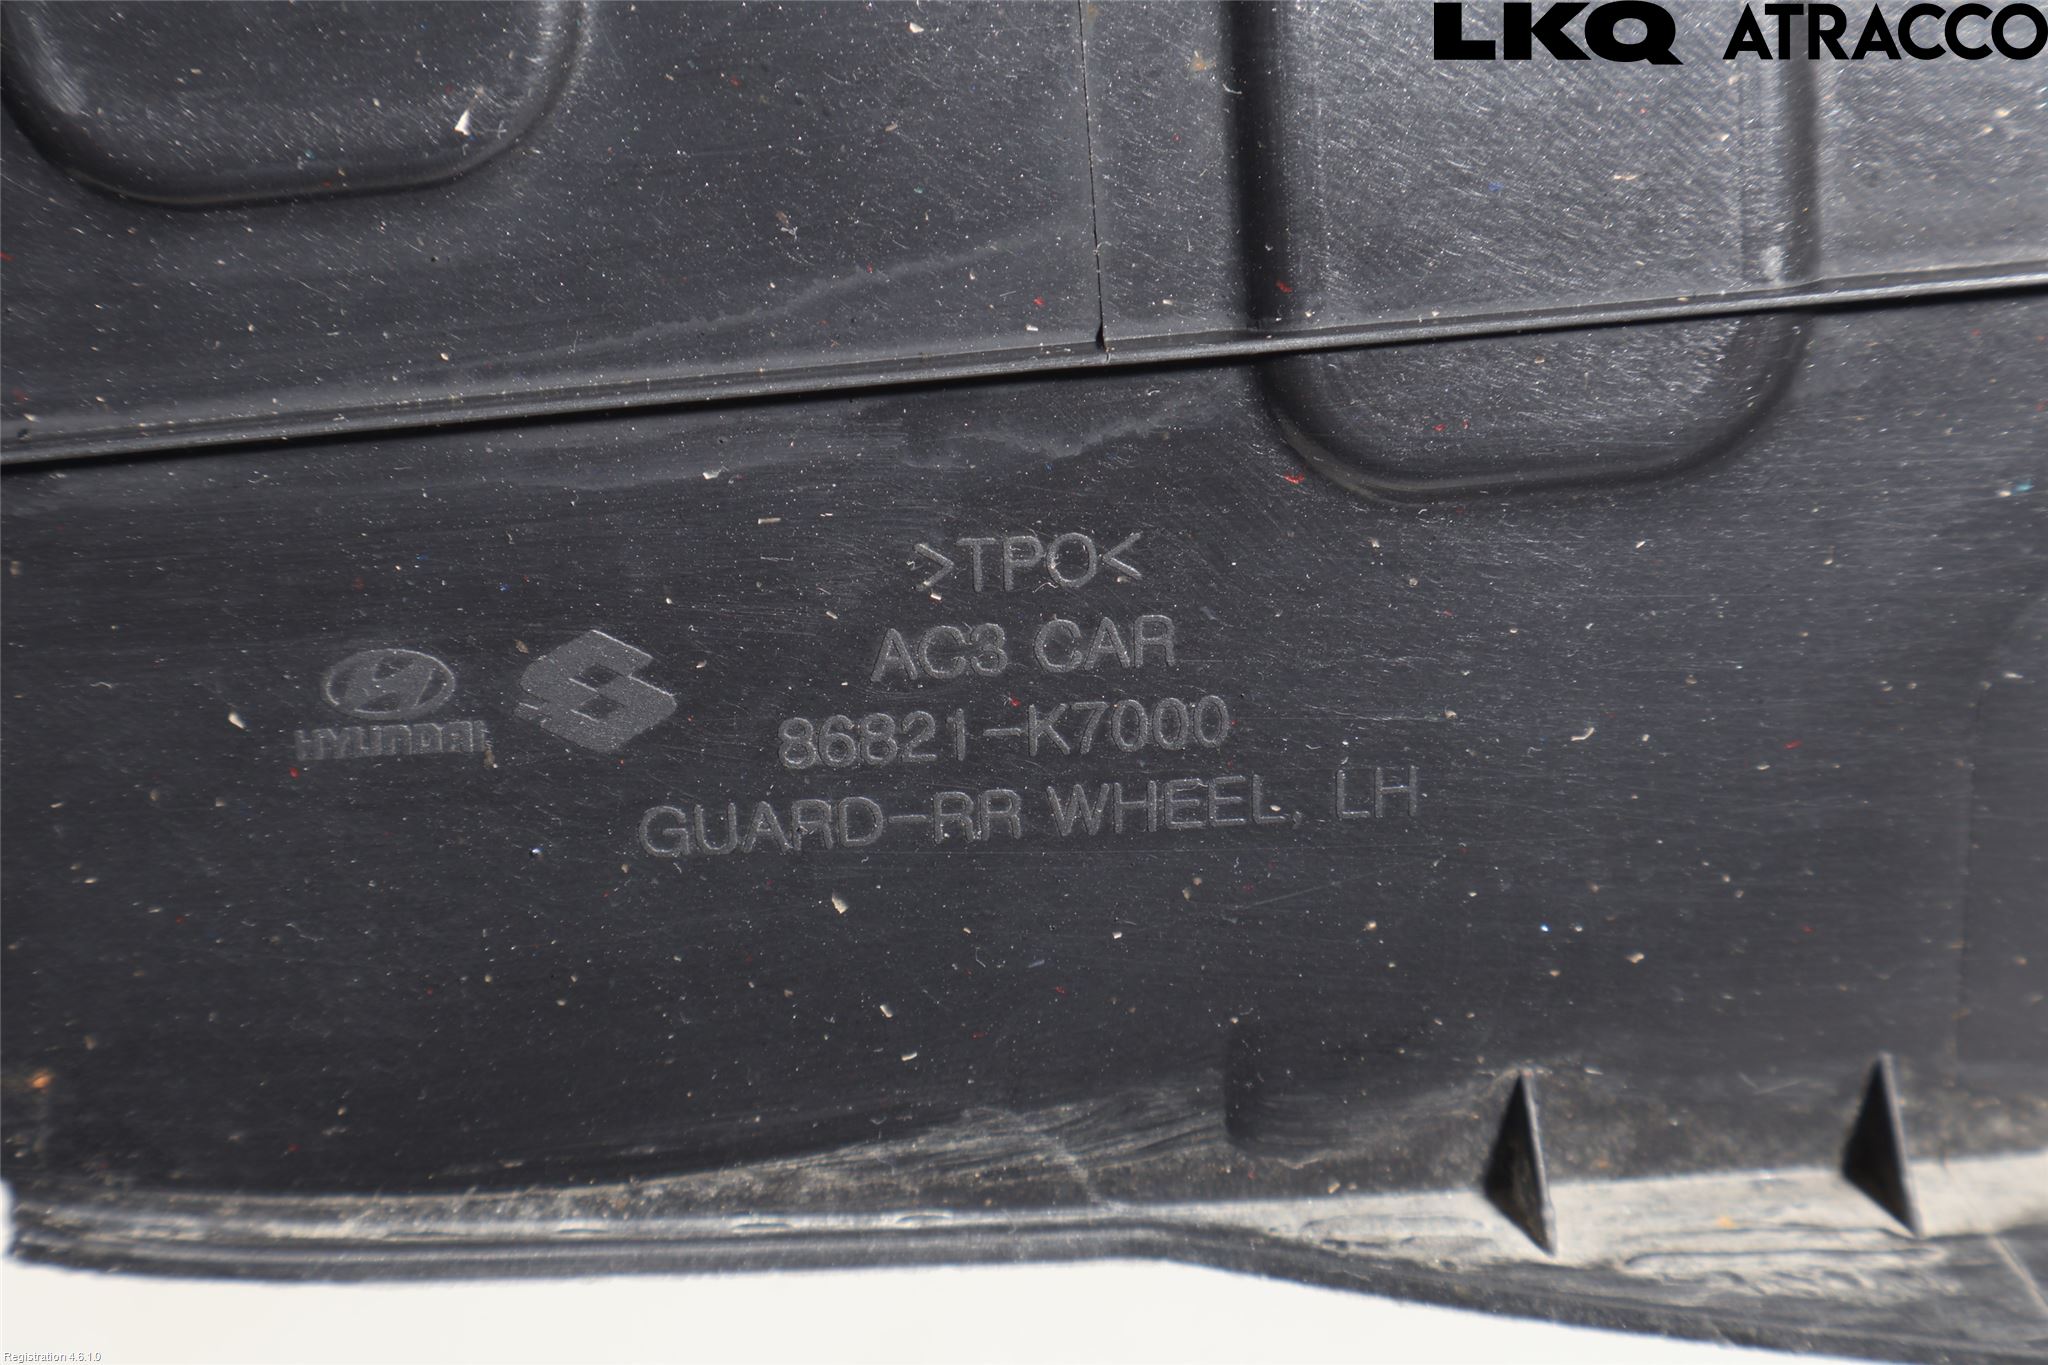 LKQ ATRACCO
>TPO<
AC3 CAR
HYUNDAI
86821-K7000
GUARD-RR WHEEL, LH
Registration 4.6.1.0